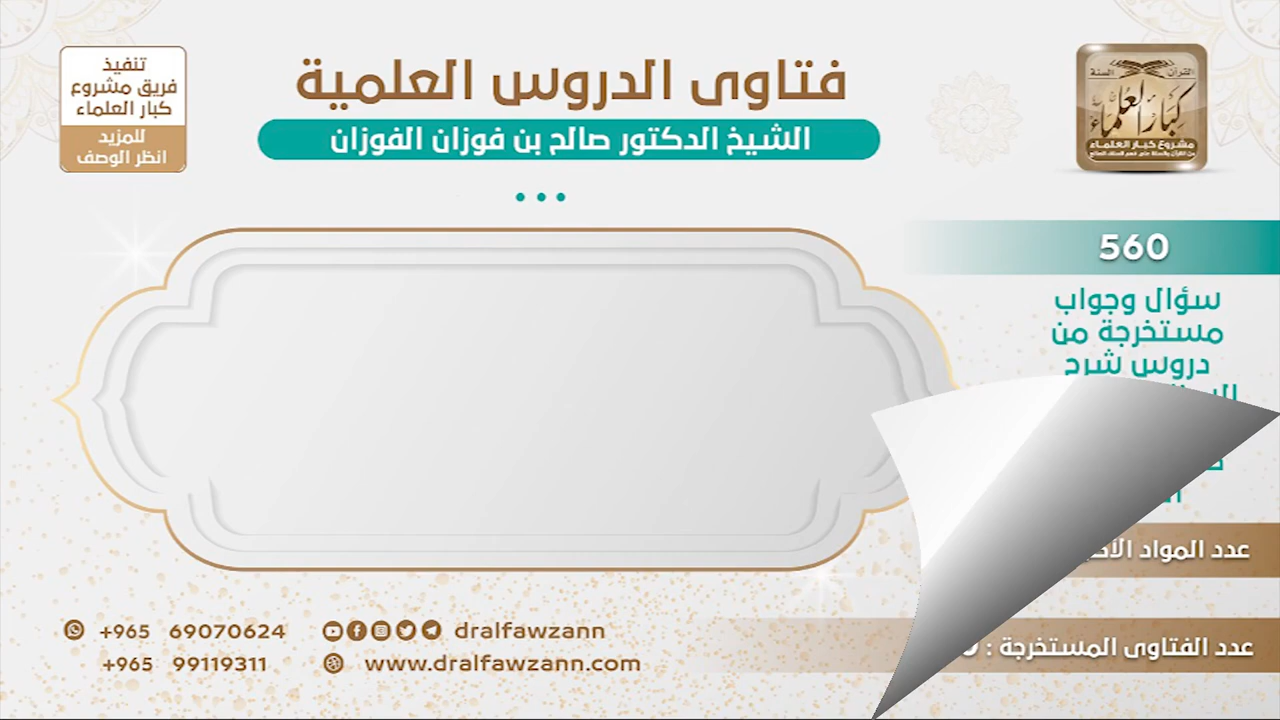 فتاوى الدروس العلمية
الشيخ الدكتور صالح بن فوزان الفوزان
القرآن
السنة
كبار العلماء
مشروع كبار العلماء
تنفيذ
فريق مشروع
كبار العلماء
للمزيد
انظر الوصف
560
سؤال وجواب
مستخرجة من
دروس شرح
عدد المواد
عدد الفتاوى المستخرجة :
dralfawzann
www.dralfawzann.com
+965 69070624
+965 99119311